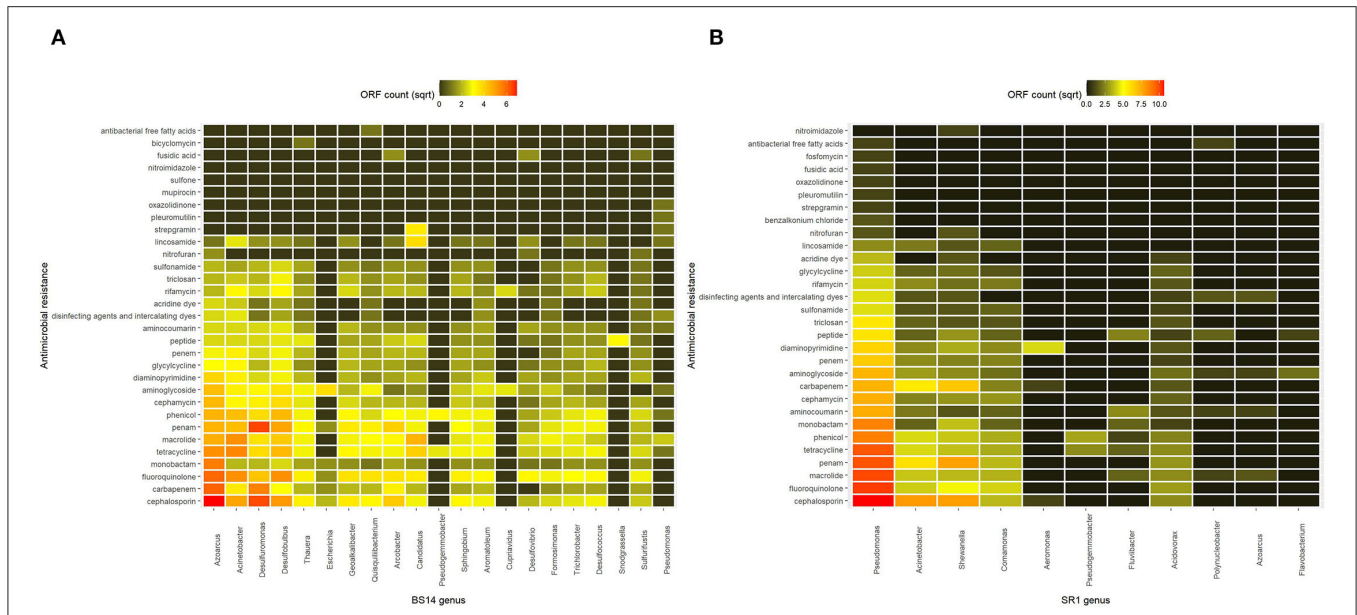 A
ORF count (sqrt)
0 2 4 6
Antimicrobial resistance
antibacterial free fatty acids
bicyclomycin
fusidic acid
nitroimidazole
sulfone
mupirocin
oxazolidinone
pleuromutilin
strepgramin
lincosamide
nitrofuran
sulfonamide
triclosan
rifamycin
acridine dye
disinfecting agents and intercalating dyes
aminocoumarin
peptide
penem
glycylcycline
diaminopyrimidine
aminoglycoside
cephamycin
phenicol
penam
macrolide
tetracycline
monobactam
fluoroquinolone
carbapenem
cephalosporin
Azoarcus
Acinetobacter
Desulfuromonas
Desulfobulbus
Thauera
Escherichia
Geoalkalibacter
Quisquiliibacterium
Arcobacter
Candidatus
Pseudogemmobacter
Sphingobium
Aromatoleum
Cupriavidus
Desulfovibrio
Formosimonas
Trichlorobacter
Desulfococcus
Snodgrassella
Sulfurifustis
Pseudomonas
BS14 genus
B
ORF count (sqrt)
0.0 2.5 5.0 7.5 10.0
Antimicrobial resistance
nitroimidazole
antibacterial free fatty acids
fosfomycin
fusidic acid
oxazolidinone
pleuromutilin
strepgramin
benzalkonium chloride
nitrofuran
lincosamide
acridine dye
glycylcycline
rifamycin
disinfecting agents and intercalating dyes
sulfonamide
triclosan
peptide
diaminopyrimidine
penem
aminoglycoside
carbapenem
cephamycin
aminocoumarin
monobactam
phenicol
tetracycline
penam
macrolide
fluoroquinolone
cephalosporin
Pseudomonas
Acinetobacter
Shewanella
Comamonas
Aeromonas
Pseudogemmobacter
Fluviibacter
Acidovorax
Polynucleobacter
Azoarcus
Flavobacterium
SR1 genus